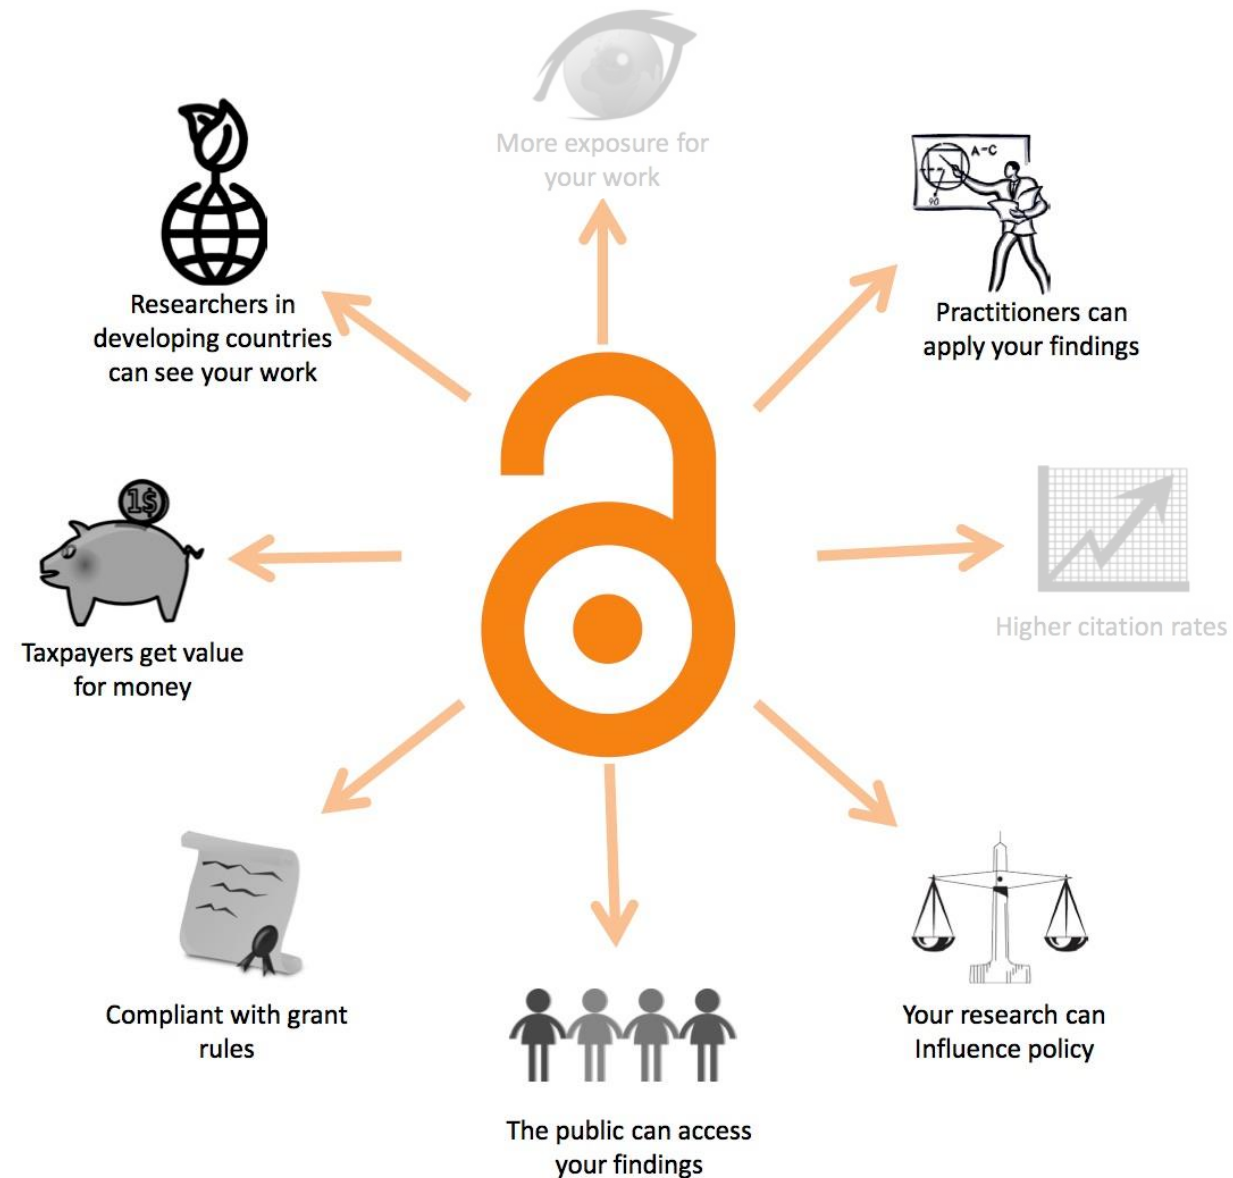 More exposure for
your work
A-C
90
Researchers in
developing countries
can see your work
Practitioners can
apply your findings
1$
Taxpayers get value
for money
Higher citation rates
Compliant with grant
rules
Your research can
Influence policy
The public can access
your findings